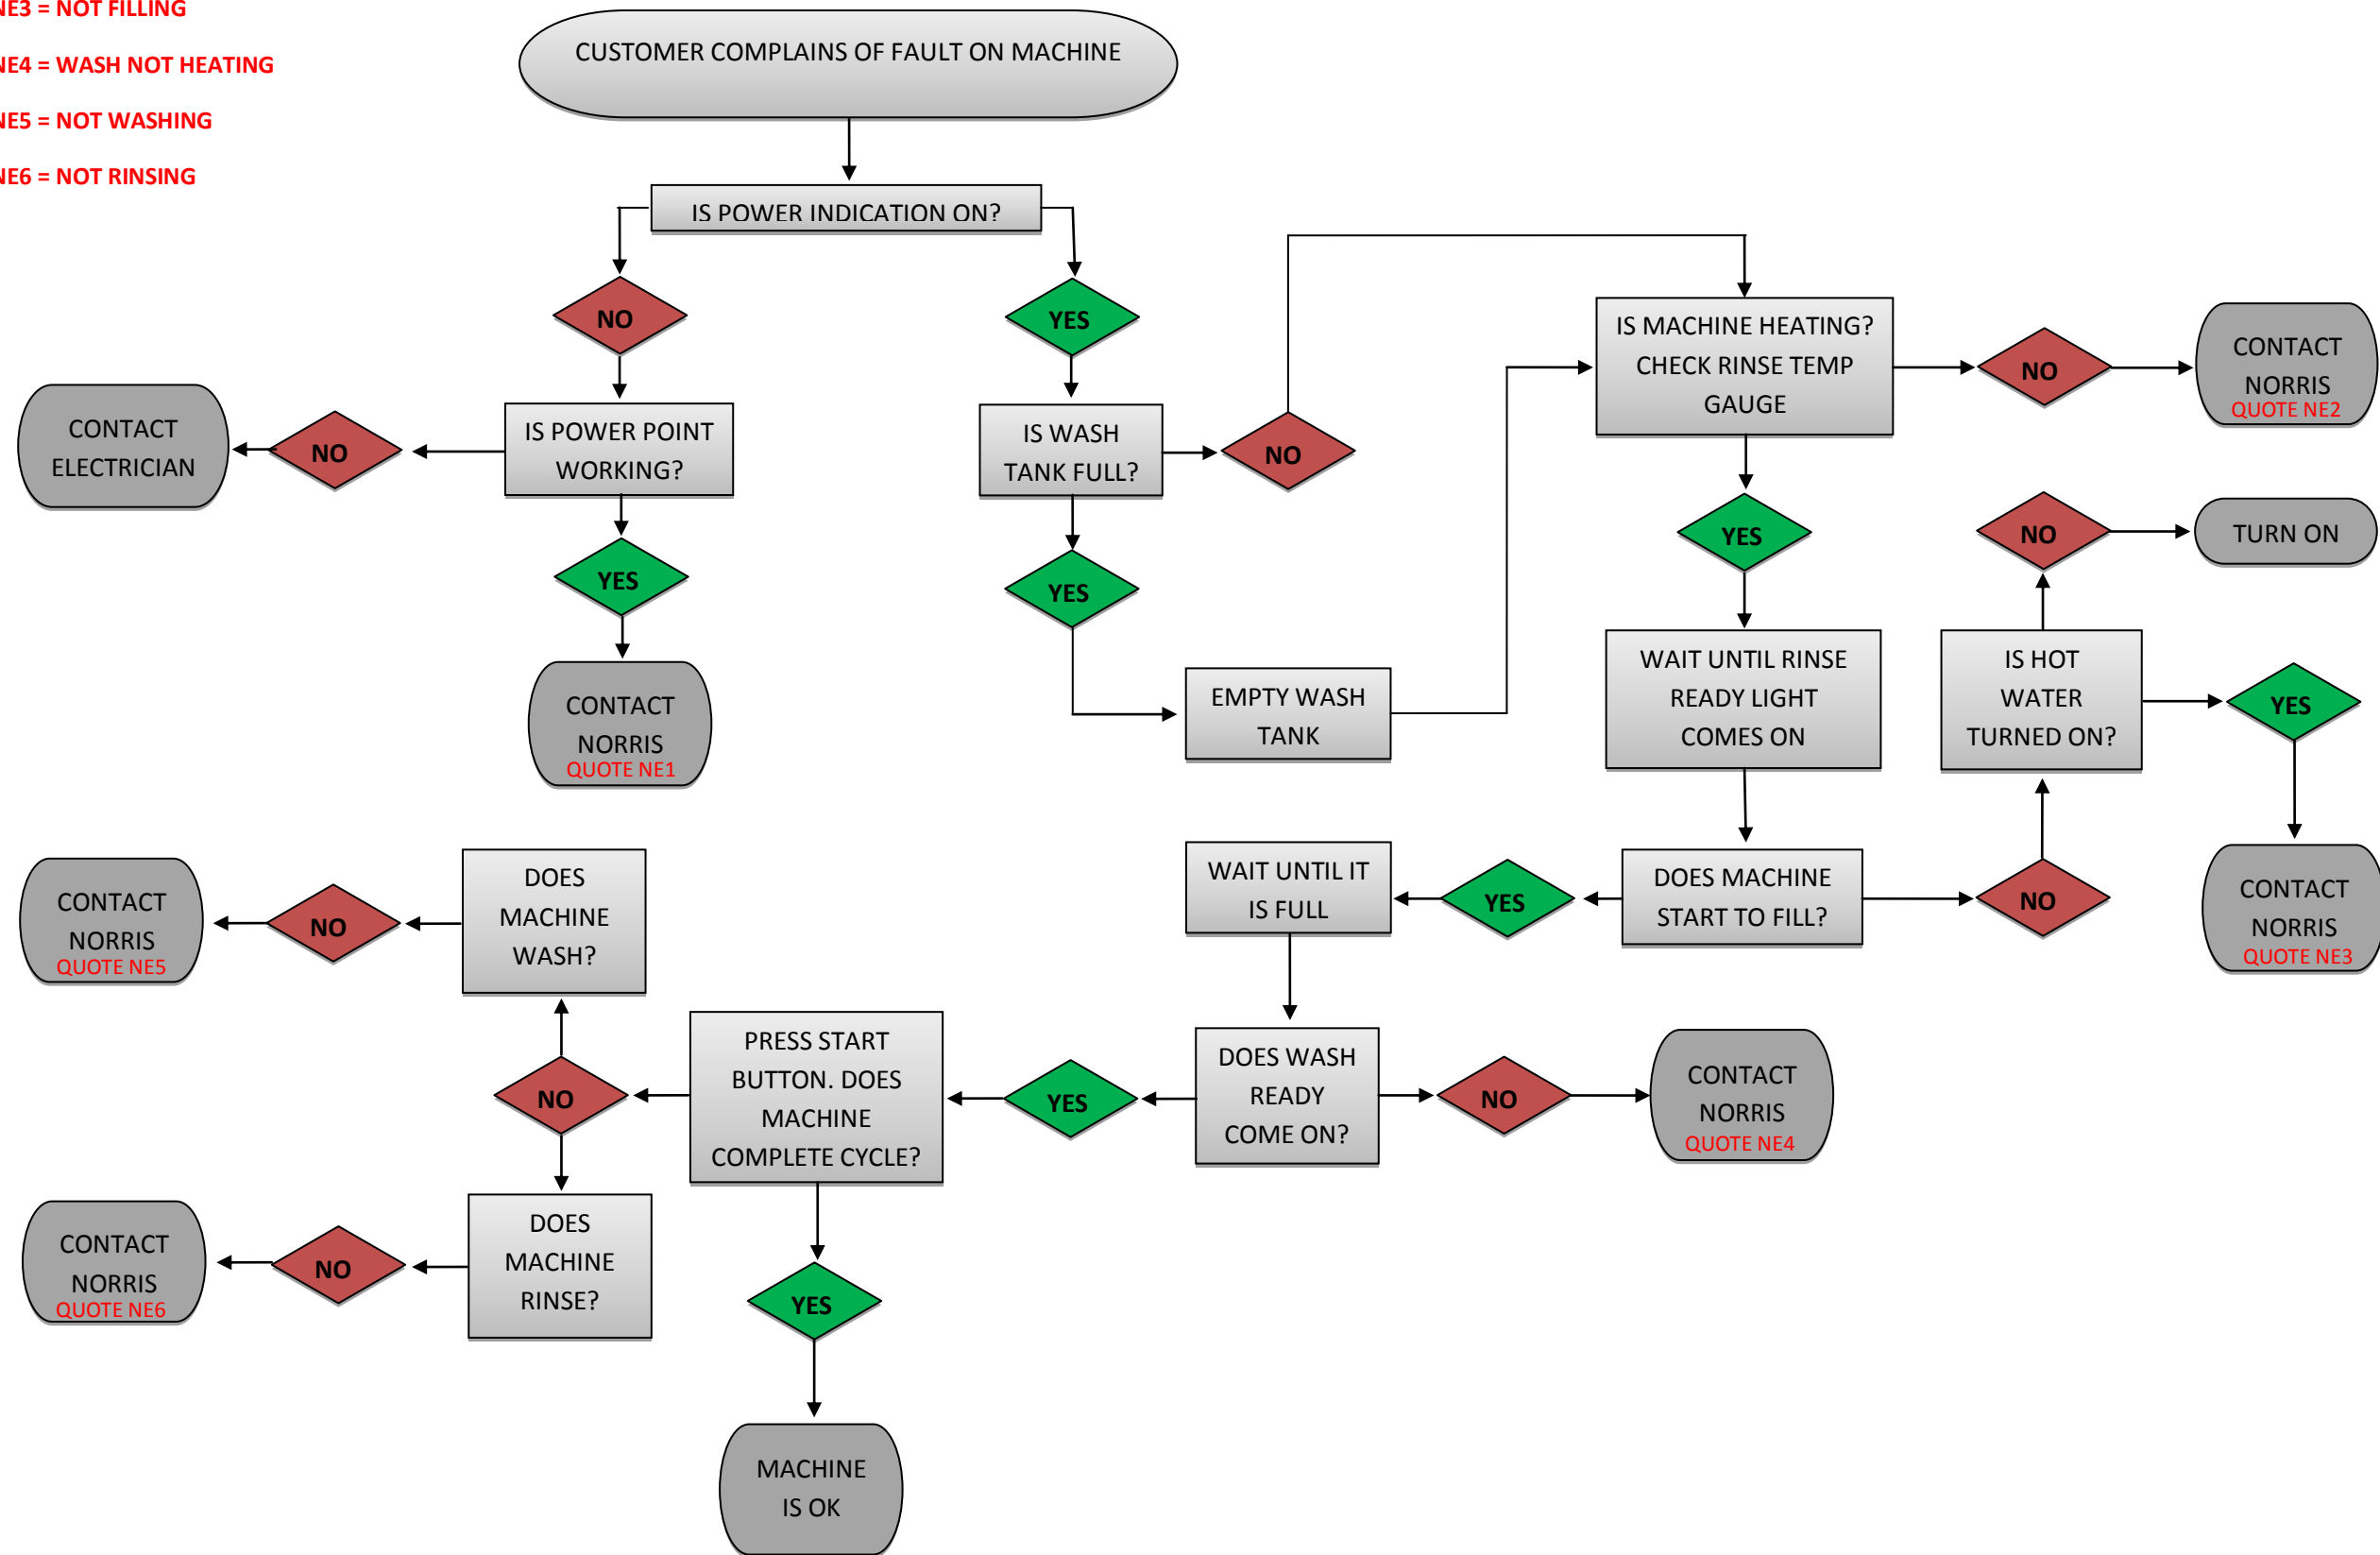 NE3 = NOT FILLING
NE4 = WASH NOT HEATING
NE5 = NOT WASHING
NE6 = NOT RINSING
CUSTOMER COMPLAINS OF FAULT ON MACHINE
IS POWER INDICATION ON?
NO
YES
IS POWER POINT
WORKING?
NO
CONTACT
ELECTRICIAN
YES
CONTACT
NORRIS
QUOTE NE1
IS WASH
TANK FULL?
NO
YES
EMPTY WASH
TANK
IS MACHINE HEATING?
CHECK RINSE TEMP
GAUGE
NO
CONTACT
NORRIS
QUOTE NE2
YES
WAIT UNTIL RINSE
READY LIGHT
COMES ON
NO
TURN ON
IS HOT
WATER
TURNED ON?
YES
CONTACT
NORRIS
QUOTE NE3
DOES MACHINE
START TO FILL?
NO
YES
WAIT UNTIL IT
IS FULL
DOES WASH
READY
COME ON?
NO
CONTACT
NORRIS
QUOTE NE4
YES
PRESS START
BUTTON. DOES
MACHINE
COMPLETE CYCLE?
NO
DOES
MACHINE
WASH?
NO
CONTACT
NORRIS
QUOTE NE5
DOES
MACHINE
RINSE?
NO
CONTACT
NORRIS
QUOTE NE6
YES
MACHINE
IS OK